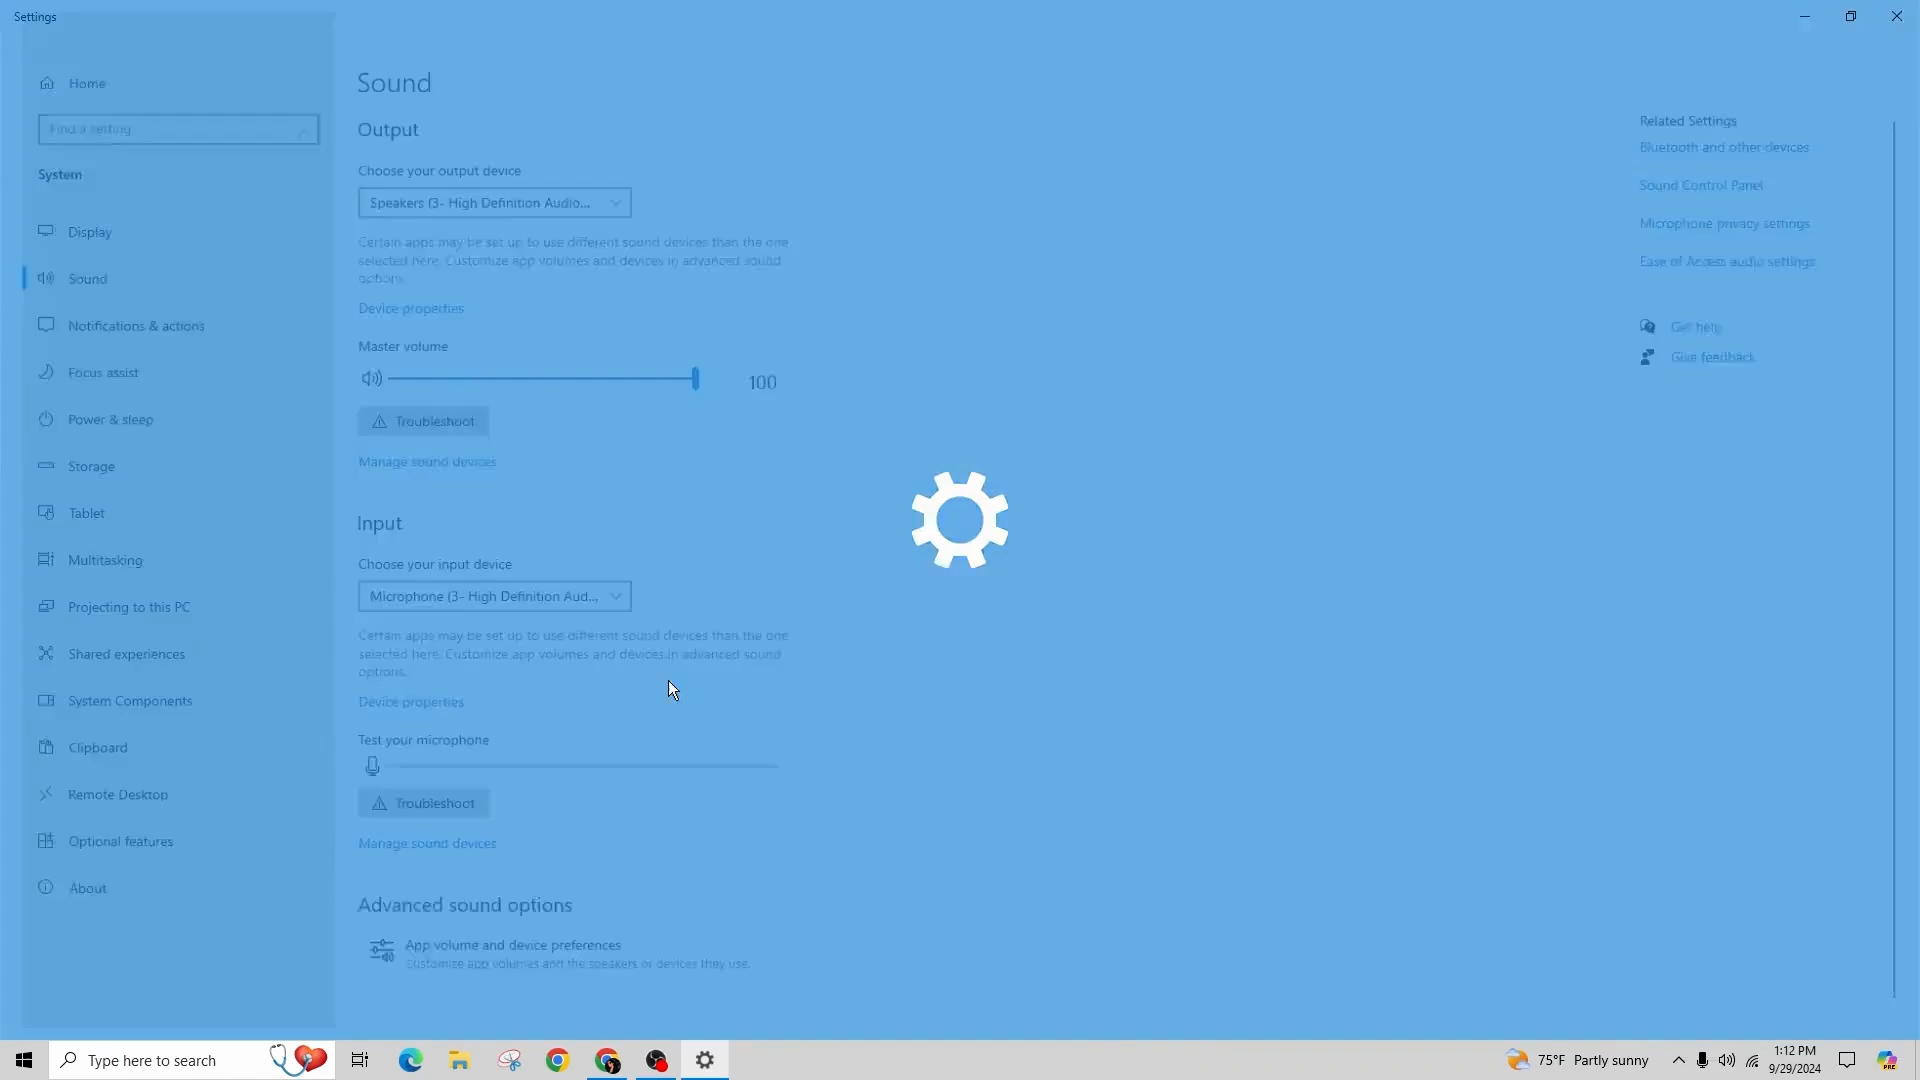 Settings
Home
Find a setting
System
Display
Sound
Notifications & actions
Focus assist
Power & sleep
Storage
Tablet
Multitasking
Projecting to this PC
Shared experiences
System Components
Clipboard
Remote Desktop
Optional features
About
Sound
Output
Choose your output device
Speakers (3- High Definition Audio...
Certain apps may be set up to use different sound devices than the one
selected here. Customize app volumes and devices in advanced sound
options.
Device properties
Master volume
100
Troubleshoot
Manage sound devices
Input
Choose your input device
Microphone (3- High Definition Aud...
Certain apps may be set up to use different sound devices than the one
selected here. Customize app volumes and devices in advanced sound
options.
Device properties
Test your microphone
Troubleshoot
Manage sound devices
Advanced sound options
App volume and device preferences
Customize app volumes and the speakers or devices they use.
Related Settings
Bluetooth and other devices
Sound Control Panel
Microphone privacy settings
Ease of Access audio settings
Get help
Give feedback
Type here to search
75°F Partly sunny
1:12 PM
9/29/2024
PRE